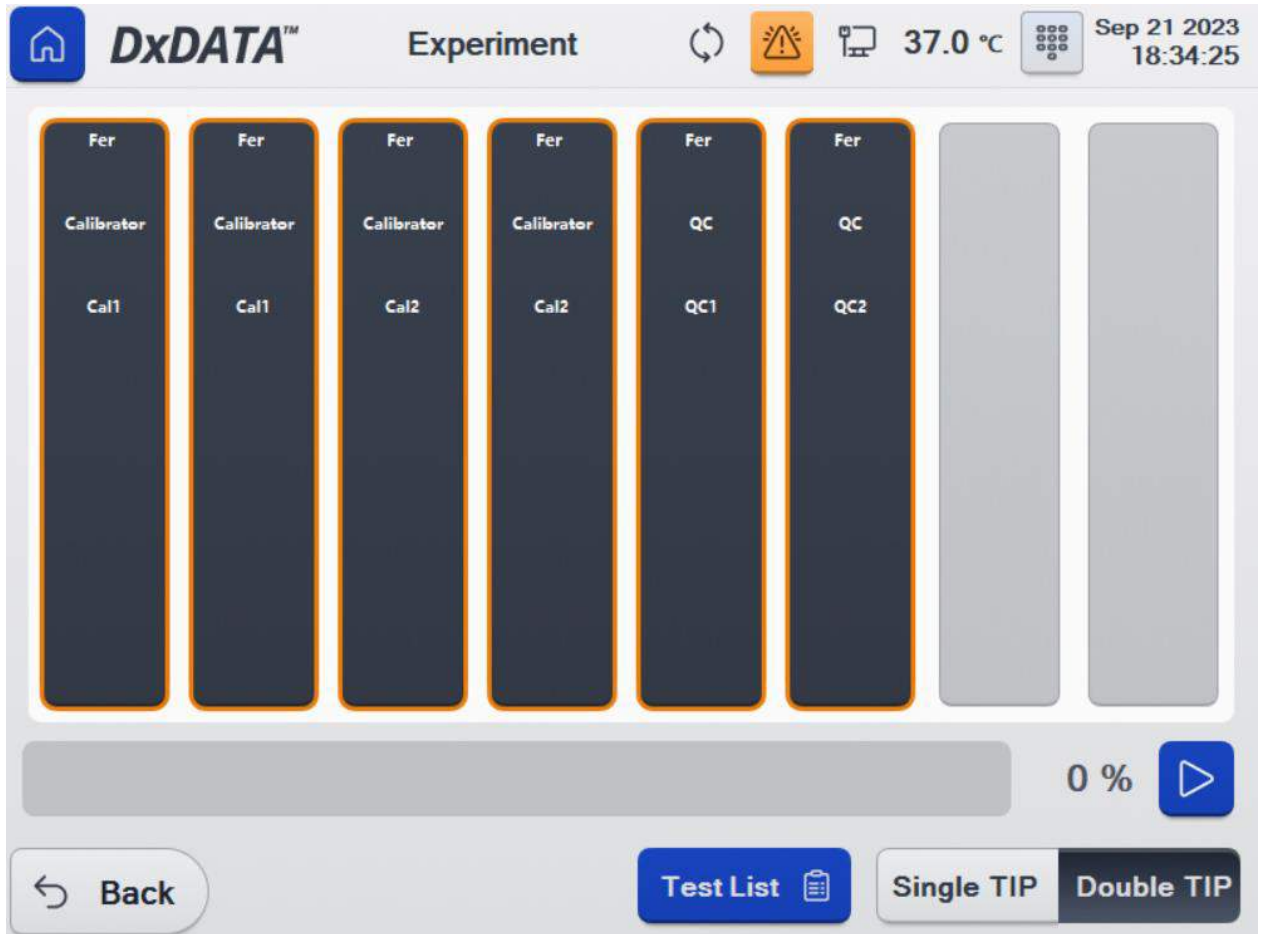 DxDATA™ Experiment 37.0 ℃ Sep 21 2023
18:34:25
Fer Fer Fer Fer Fer Fer
Calibrator Calibrator Calibrator Calibrator QC QC
Cal1 Cal1 Cal2 Cal2 QC1 QC2
0 %
Back Test List Single TIP Double TIP